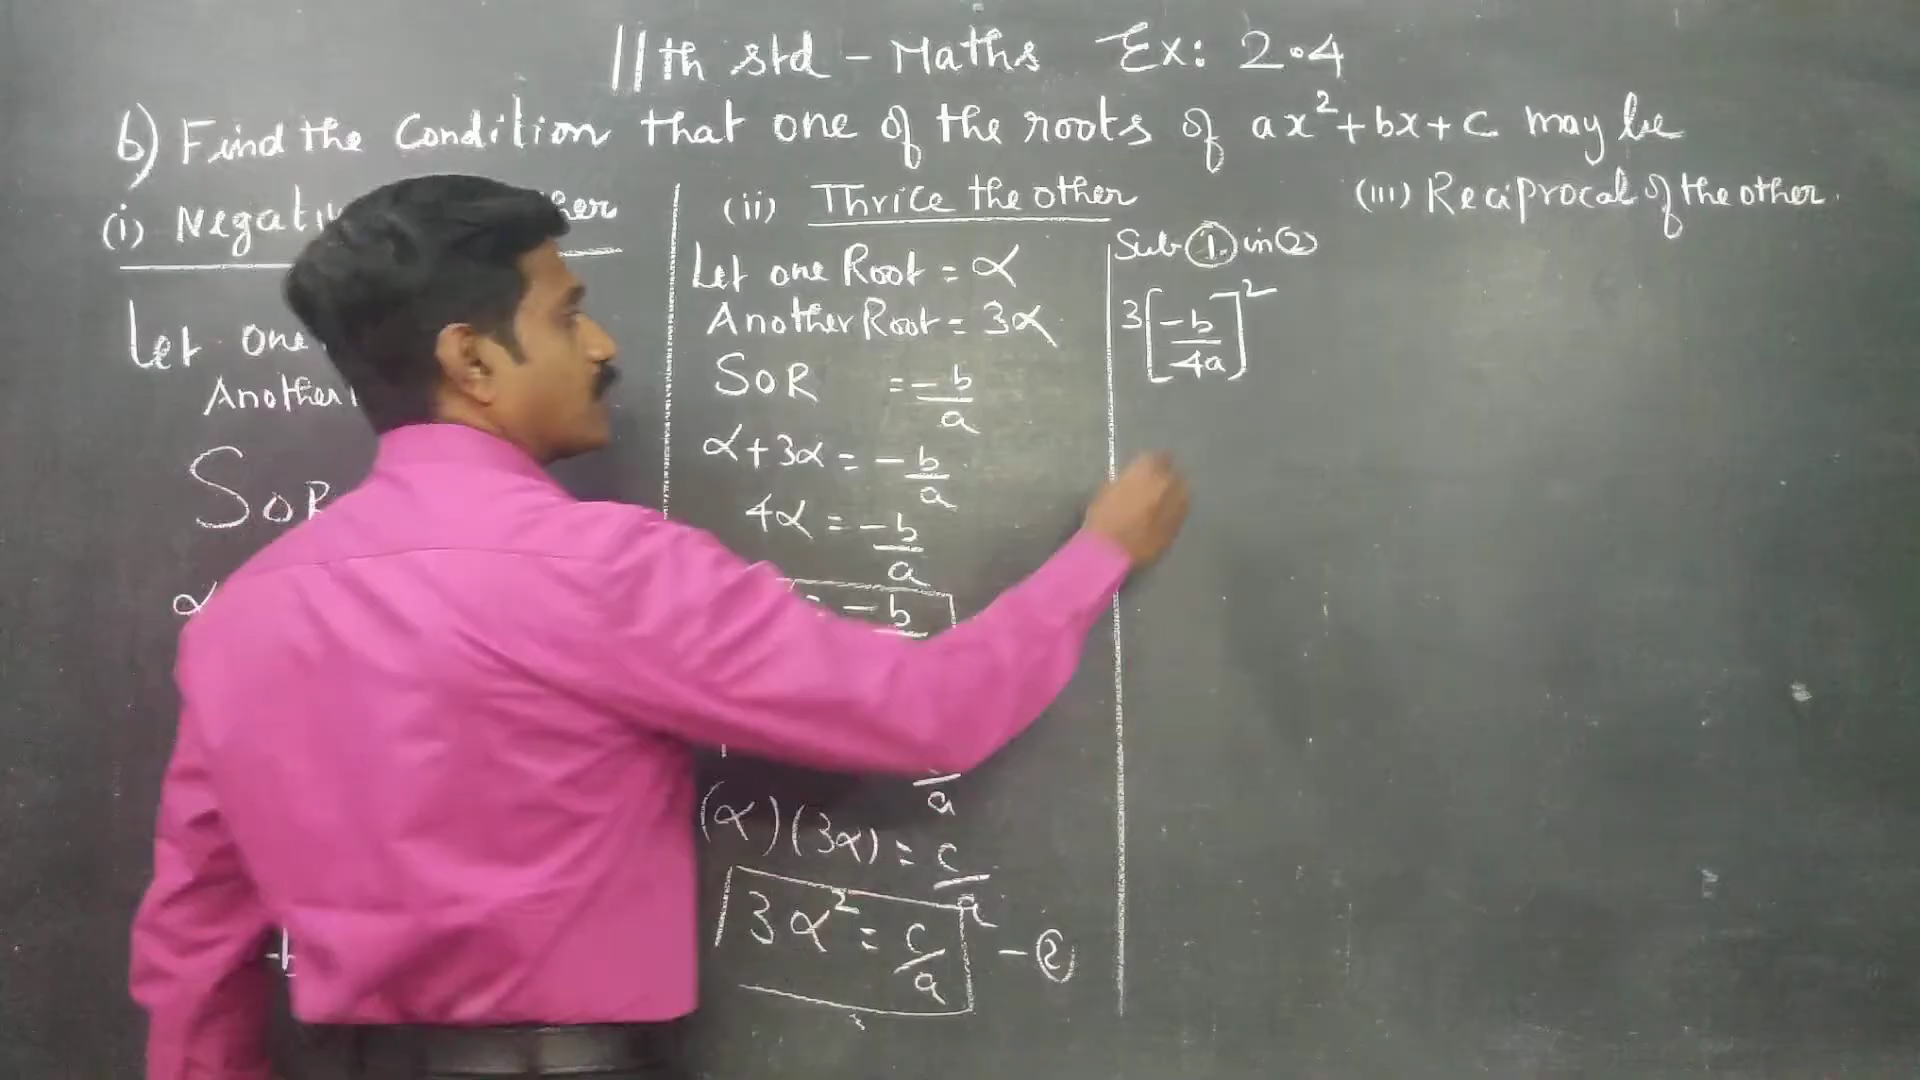 11th std - Maths Ex: 2.4
6) Find the Condition that one of the roots of ax²+bx+c may be
(i)
Let one
Another
SOR
α
-b
(ii) Thrice the other
Let one Root = α
Another Root = 3α
SOR = -b/a
α+3α = -b/a
4α = -b/a
= -b
a
(α)(3α) = c/a
3α² = c/a - ②
Sub ① in ②
3[-b/4a]²
(iii) Reciprocal of the other.